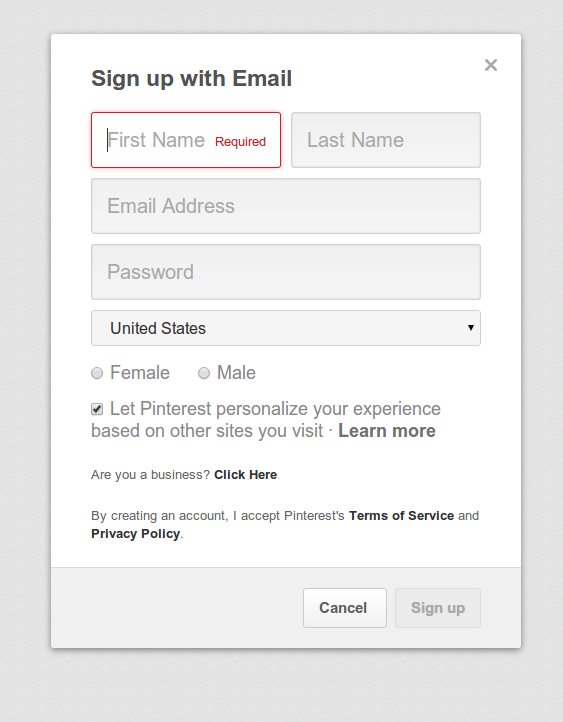 Sign up with Email
×
First Name Required
Last Name
Email Address
Password
United States
Female Male
Let Pinterest personalize your experience
based on other sites you visit · Learn more
Are you a business? Click Here
By creating an account, I accept Pinterest's Terms of Service and
Privacy Policy.
Cancel Sign up